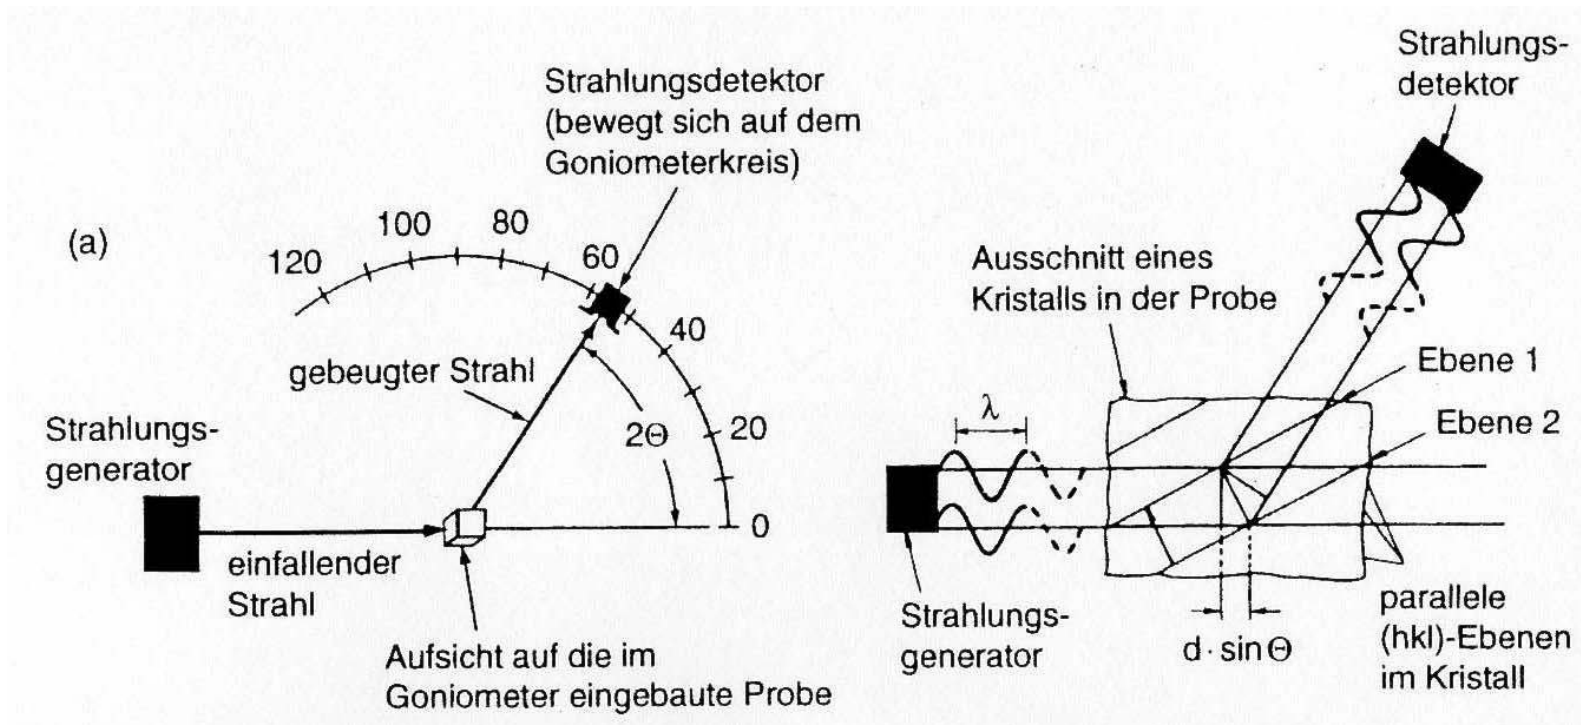 (a)
Strahlungsdetektor
(bewegt sich auf dem
Goniometerkreis)
120
100
80
60
40
20
0
gebeugter Strahl
2Θ
Strahlungs-
generator
einfallender
Strahl
Aufsicht auf die im
Goniometer eingebaute Probe
Strahlungs-
detektor
Ausschnitt eines
Kristalls in der Probe
Ebene 1
Ebene 2
λ
Strahlungs-
generator
d · sin Θ
parallele
(hkl)-Ebenen
im Kristall